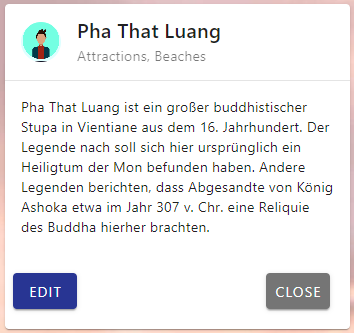 Pha That Luang
Attractions, Beaches
Pha That Luang ist ein großer buddhistischer
Stupa in Vientiane aus dem 16. Jahrhundert. Der
Legende nach soll sich hier ursprünglich ein
Heiligtum der Mon befunden haben. Andere
Legenden berichten, dass Abgesandte von König
Ashoka etwa im Jahr 307 v. Chr. eine Reliquie
des Buddha hierher brachten.
EDIT
CLOSE